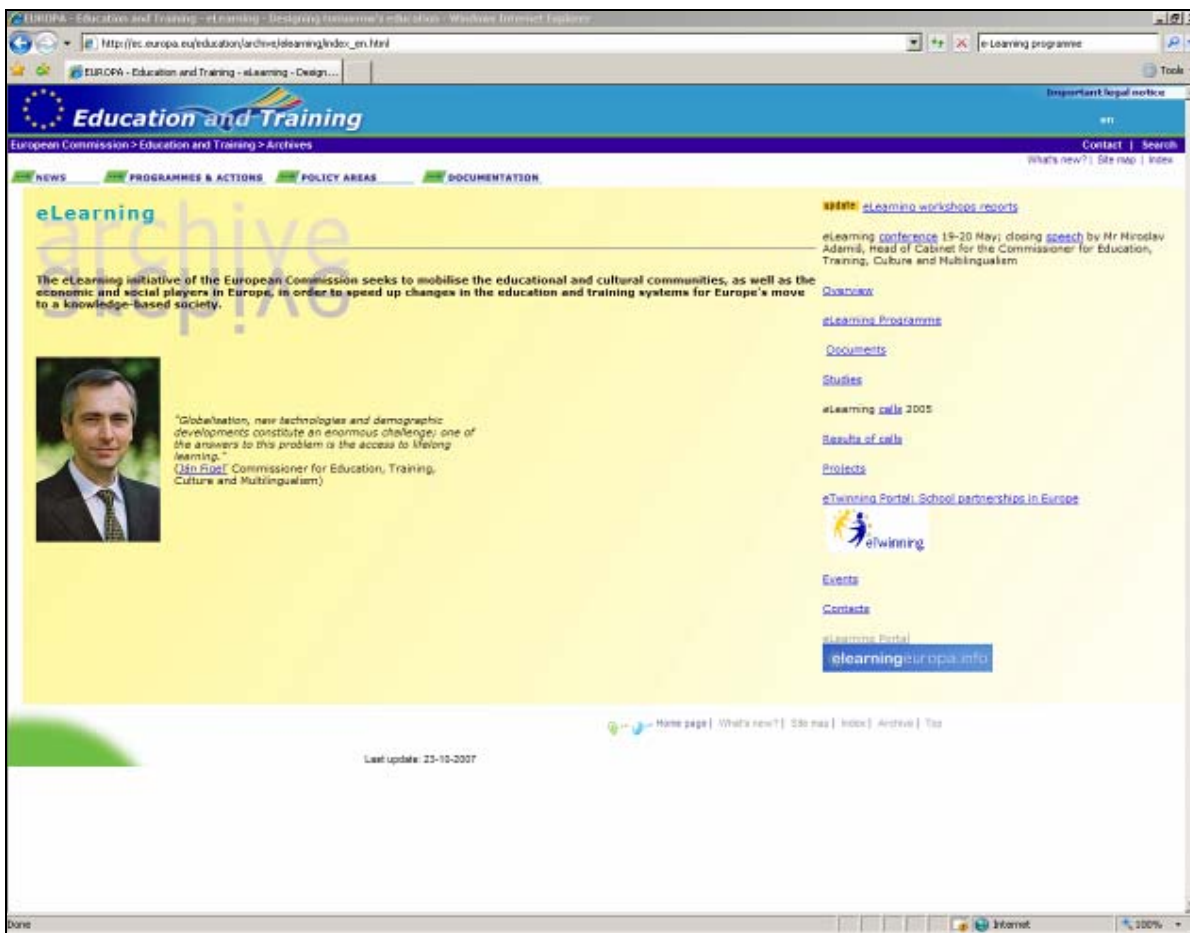 EUROPA - Education and Training - eLearning - Designing tomorrow's education - Windows Internet Explorer
http://ec.europa.eu/education/archive/elearning/index_en.html
e-Learning programme
EUROPA - Education and Training - eLearning - Design...
Tools
Important legal notice
Education and Training
en
European Commission > Education and Training > Archives
Contact | Search
What's new? | Site map | Index
NEWS
PROGRAMMES & ACTIONS
POLICY AREAS
DOCUMENTATION
eLearning
archive
The eLearning initiative of the European Commission seeks to mobilise the educational and cultural communities, as well as the
economic and social players in Europe, in order to speed up changes in the education and training systems for Europe's move
to a knowledge-based society.
"Globalisation, new technologies and demographic
developments constitute an enormous challenge; one of
the answers to this problem is the access to lifelong
learning."
(Ján Figel' Commissioner for Education, Training,
Culture and Multilingualism)
update eLearning workshops reports
eLearning conference 19-20 May; closing speech by Mr Miroslav
Adamiš, Head of Cabinet for the Commissioner for Education,
Training, Culture and Multilingualism
Overview
eLearning Programme
Documents
Studies
eLearning calls 2005
Results of calls
Projects
eTwinning Portal: School partnerships in Europe
eTwinning
Events
Contacts
eLearning Portal
elearningeuropa.info
Home page | What's new? | Site map | Index | Archive | Top
Last update: 23-10-2007
Done
Internet
100%